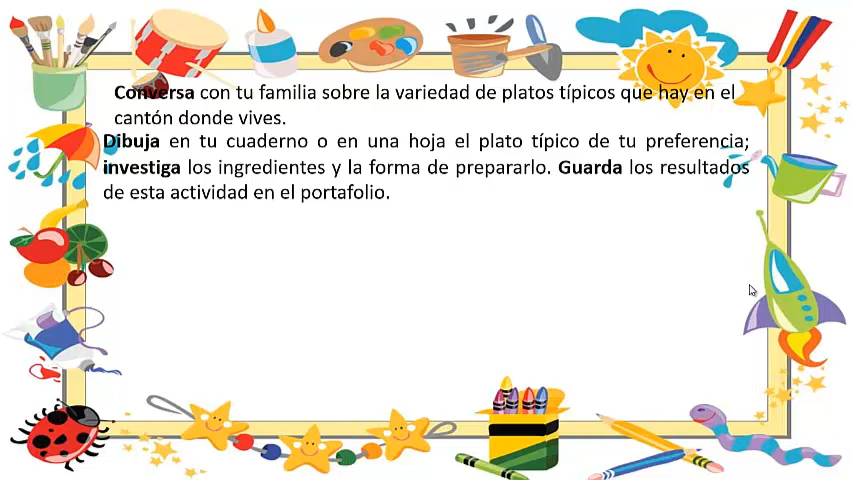 Conversa con tu familia sobre la variedad de platos típicos que hay en el
cantón donde vives.
Dibuja en tu cuaderno o en una hoja el plato típico de tu preferencia;
investiga los ingredientes y la forma de prepararlo. Guarda los resultados
de esta actividad en el portafolio.